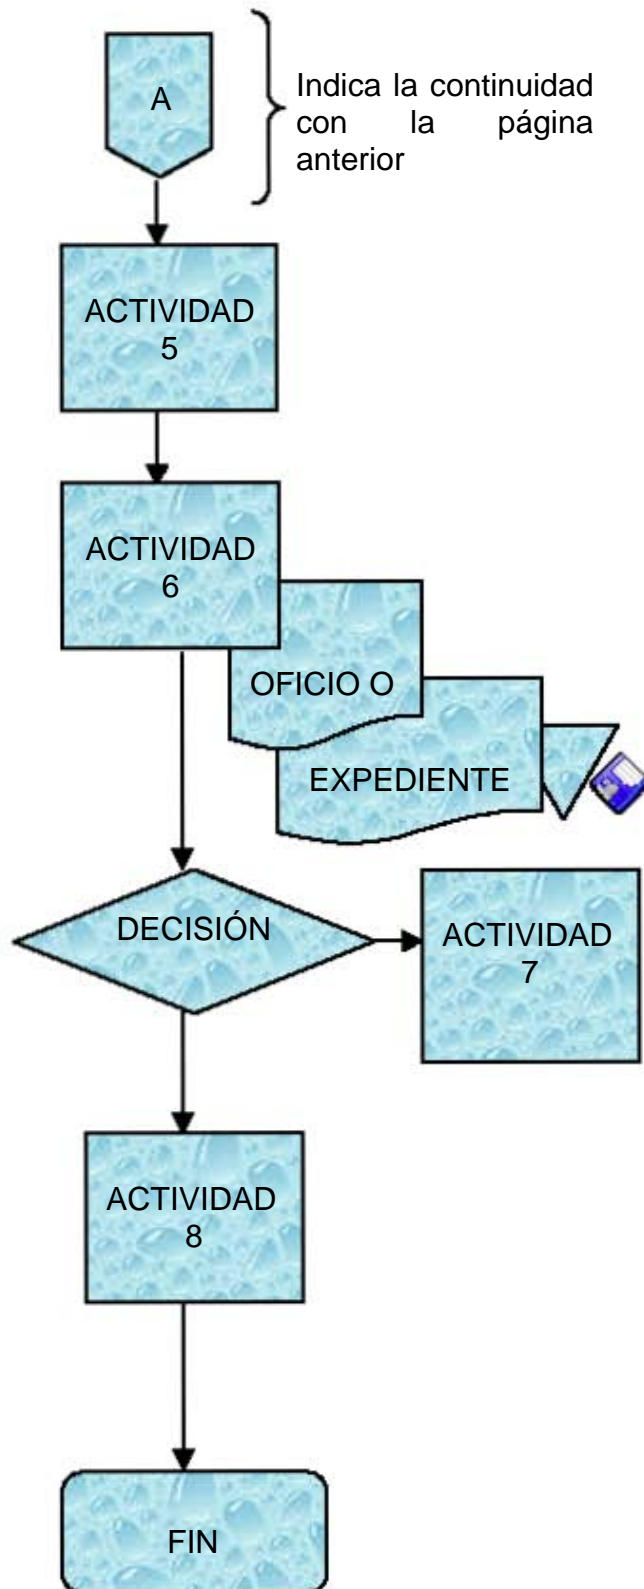 A
Indica la continuidad
con la página
anterior
ACTIVIDAD
5
ACTIVIDAD
6
OFICIO O
EXPEDIENTE
DECISIÓN
ACTIVIDAD
7
ACTIVIDAD
8
FIN